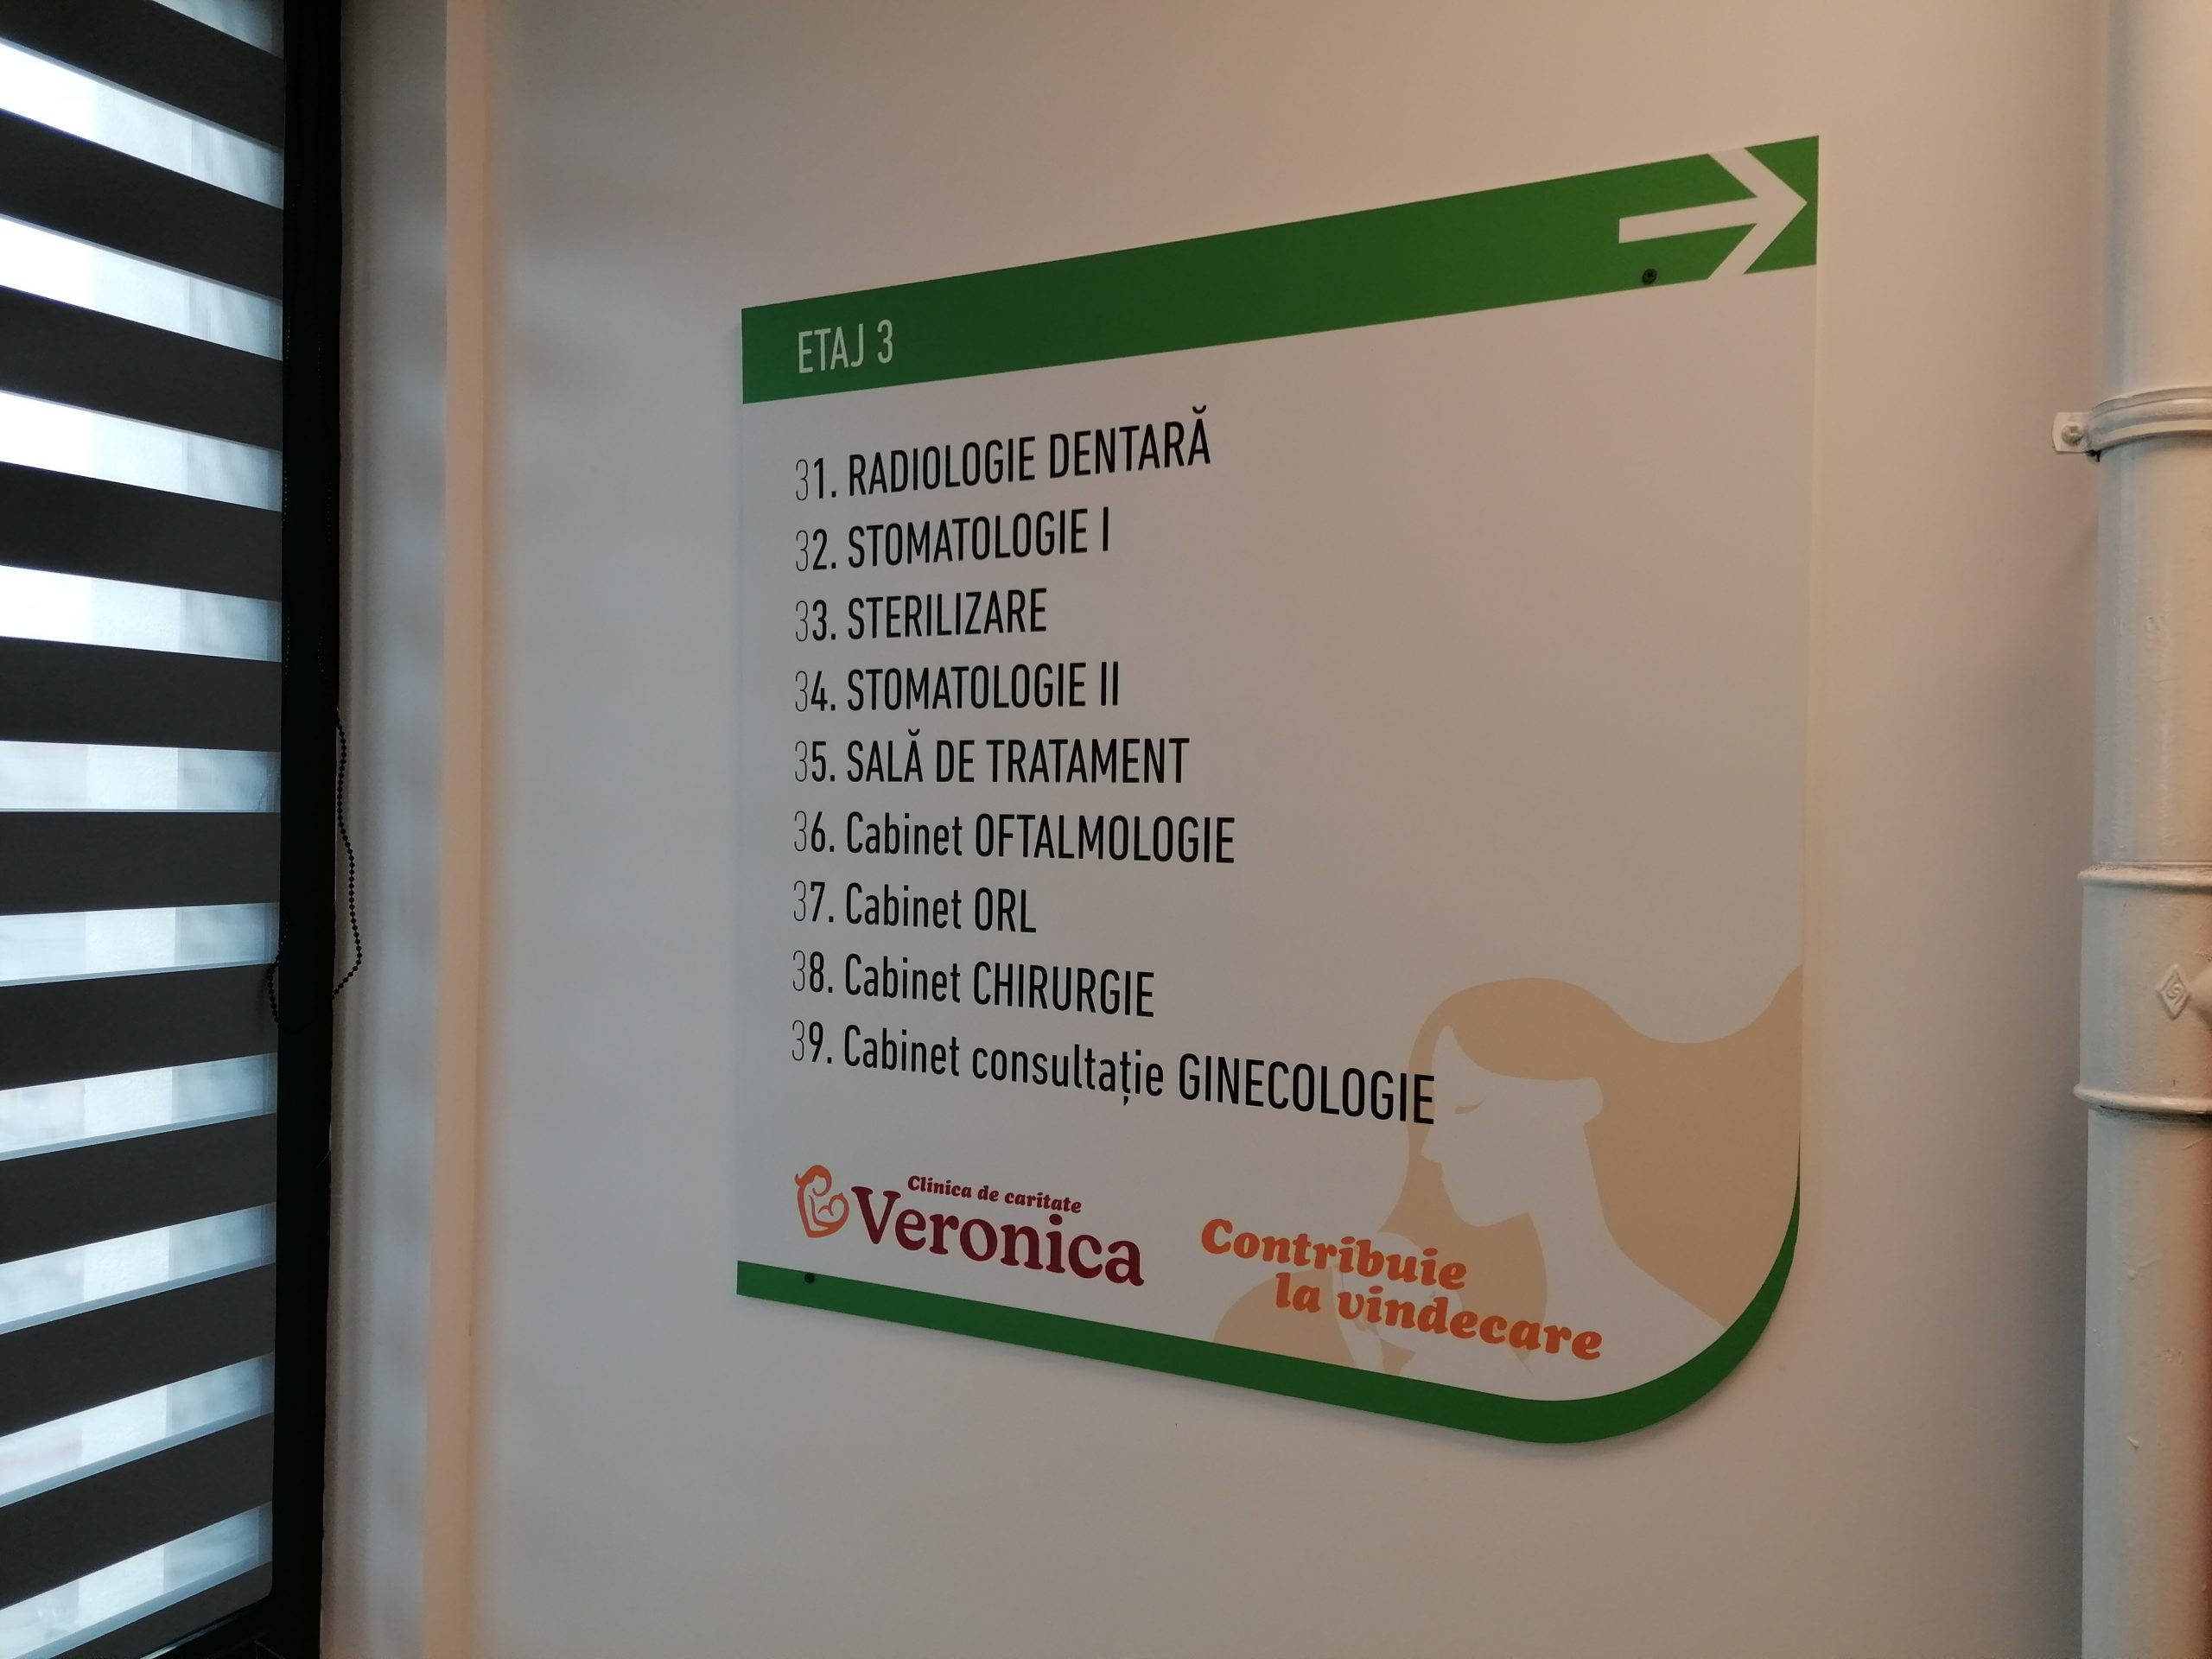 ETAJ 3
31. RADIOLOGIE DENTARĂ
32. STOMATOLOGIE I
33. STERILIZARE
34. STOMATOLOGIE II
35. SALĂ DE TRATAMENT
36. Cabinet OFTALMOLOGIE
37. Cabinet ORL
38. Cabinet CHIRURGIE
39. Cabinet consultație GINECOLOGIE
Clinica de caritate
Veronica
Contribuie
la vindecare